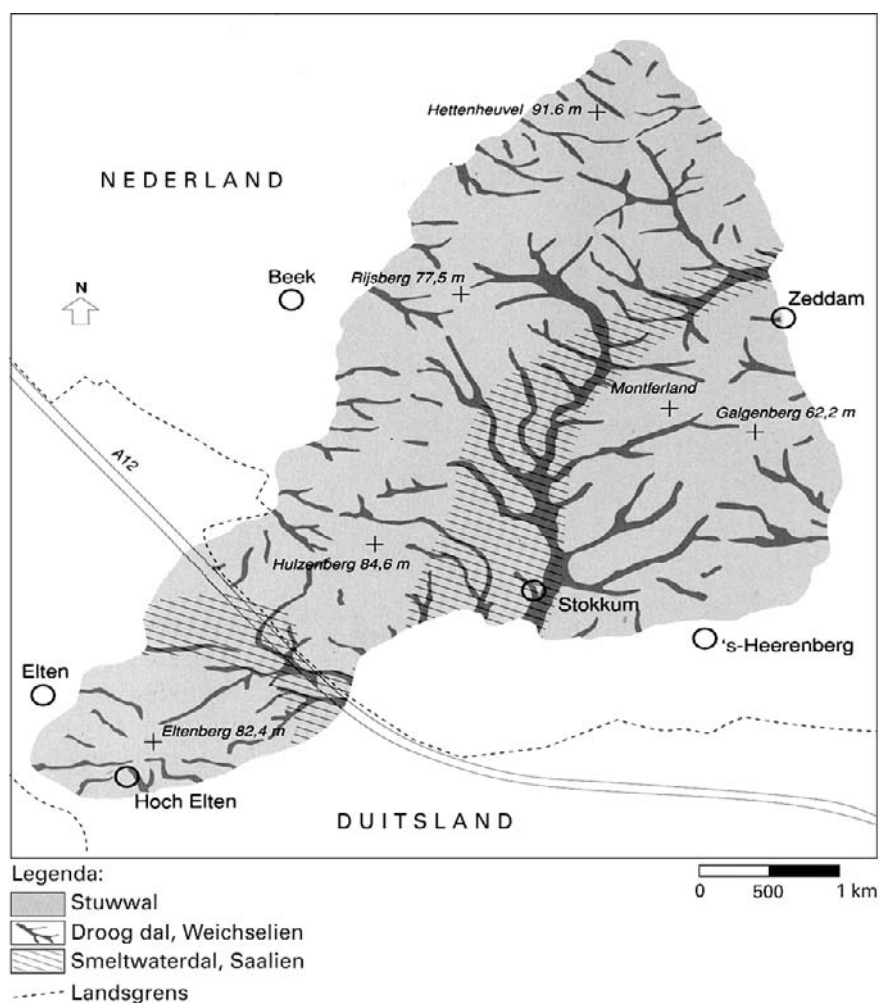 Hettenheuvel 91.6 m
NEDERLAND
Beek
Rijsberg 77,5 m
N
Zeddam
Montferland
Galgenberg 62,2 m
A12
Hulzenberg 84,6 m
Stokkum
's-Heerenberg
Elten
Eltenberg 82,4 m
Hoch Elten
DUITSLAND
Legenda:
Stuwwal
Droog dal, Weichselien
Smeltwaterdal, Saalien
Landsgrens
0 500 1 km